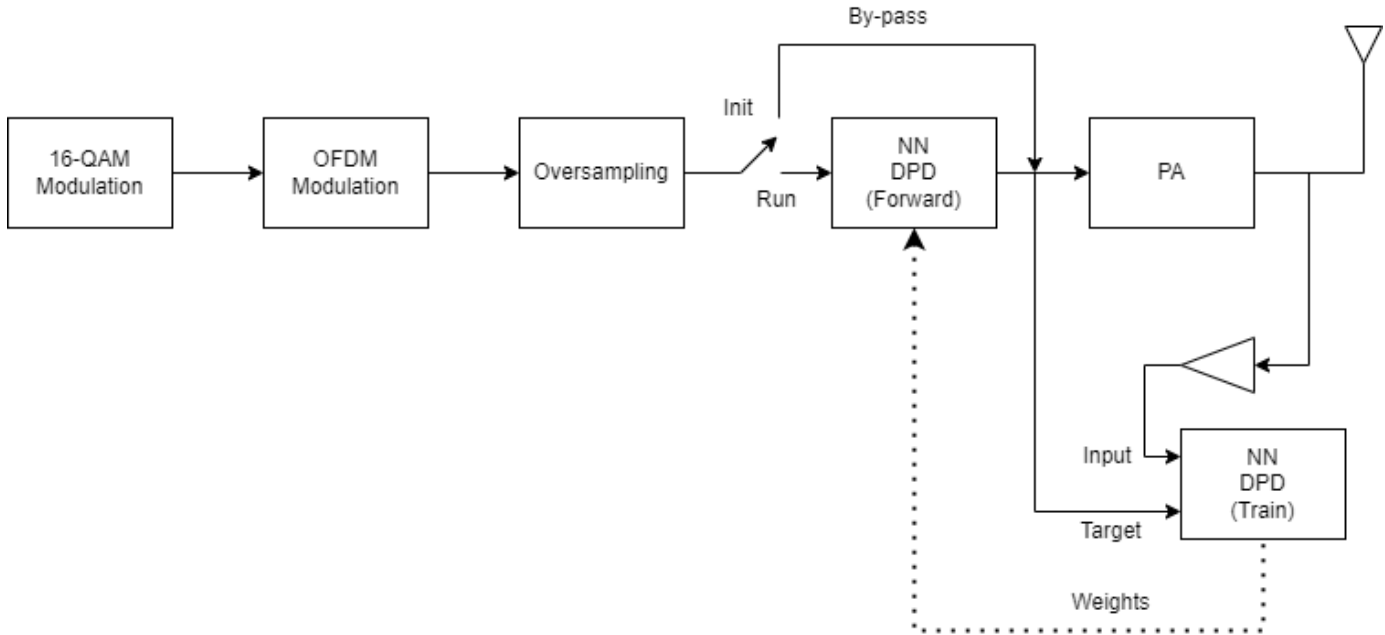 By-pass
Init
16-QAM
Modulation
OFDM
Modulation
Oversampling
Run
NN
DPD
(Forward)
PA
Input
NN
DPD
(Train)
Target
Weights